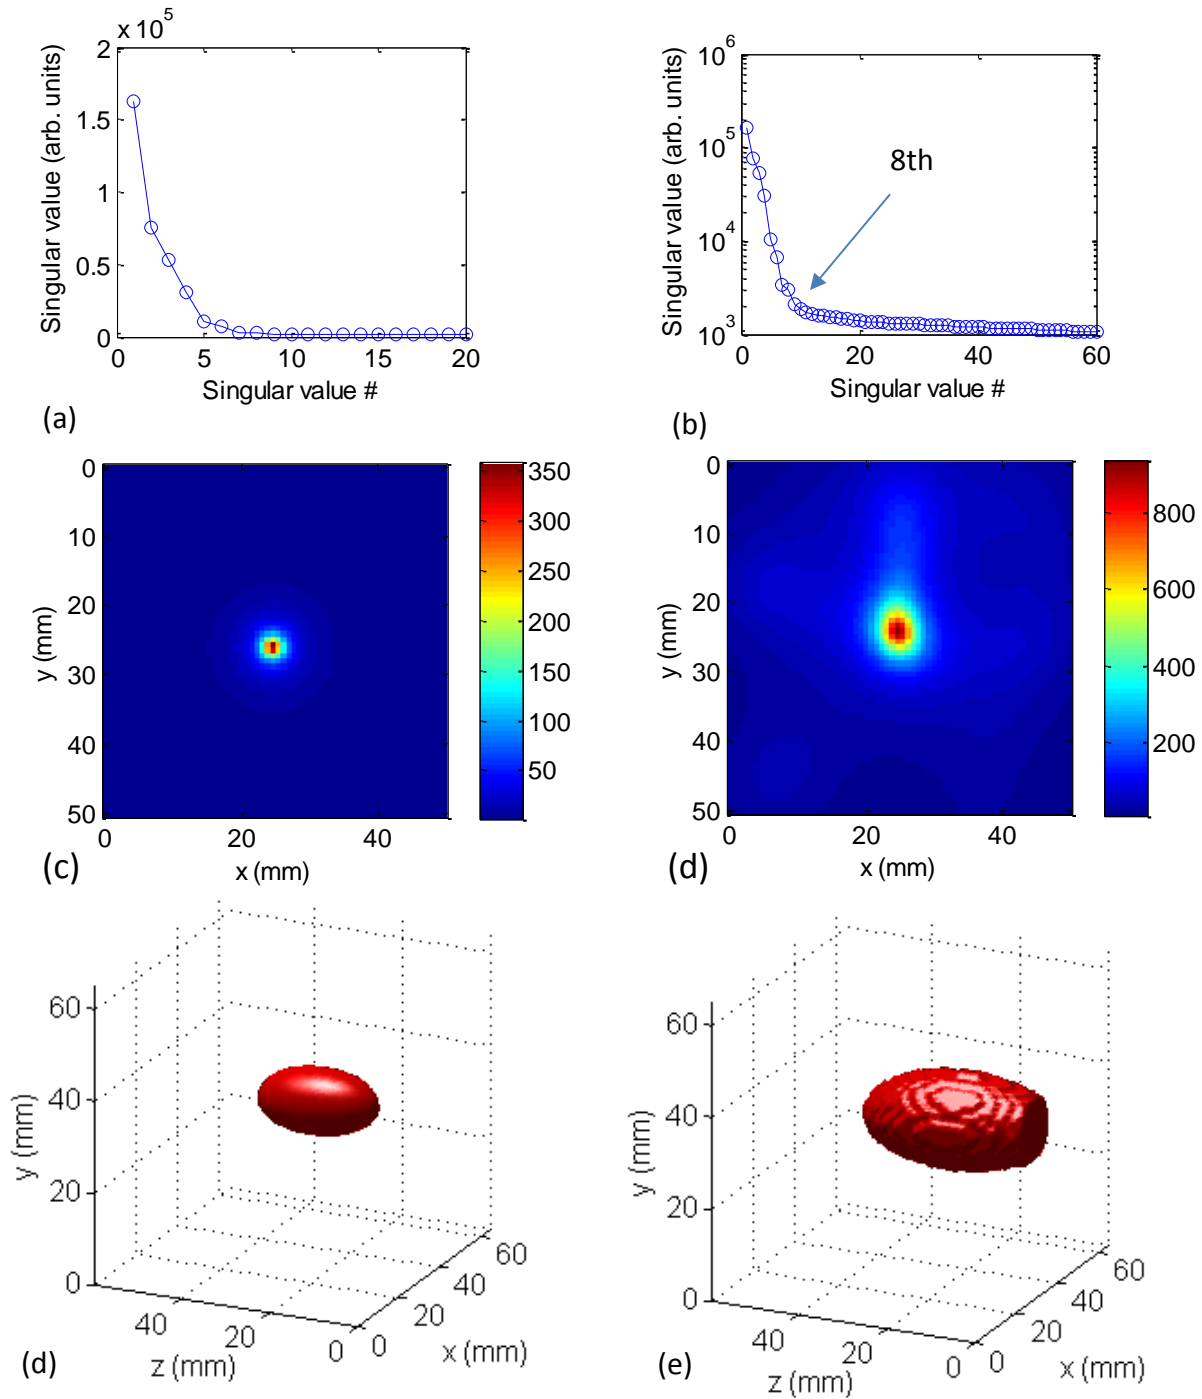 x 10^5
2
1.5
1
0.5
0
0 5 10 15 20
Singular value (arb. units)
Singular value #
(a)
10^6
10^5
10^4
10^3
0 20 40 60
Singular value (arb. units)
Singular value #
8th
(b)
0
10
20
30
40
50
0 20 40
y (mm)
x (mm)
350
300
250
200
150
100
50
(c)
0
10
20
30
40
50
0 20 40
y (mm)
x (mm)
800
600
400
200
(d)
60
40
20
0
y (mm)
40 20 0
z (mm)
0 20 40 60
x (mm)
(d)
60
40
20
0
y (mm)
40 20 0
z (mm)
0 20 40 60
x (mm)
(e)